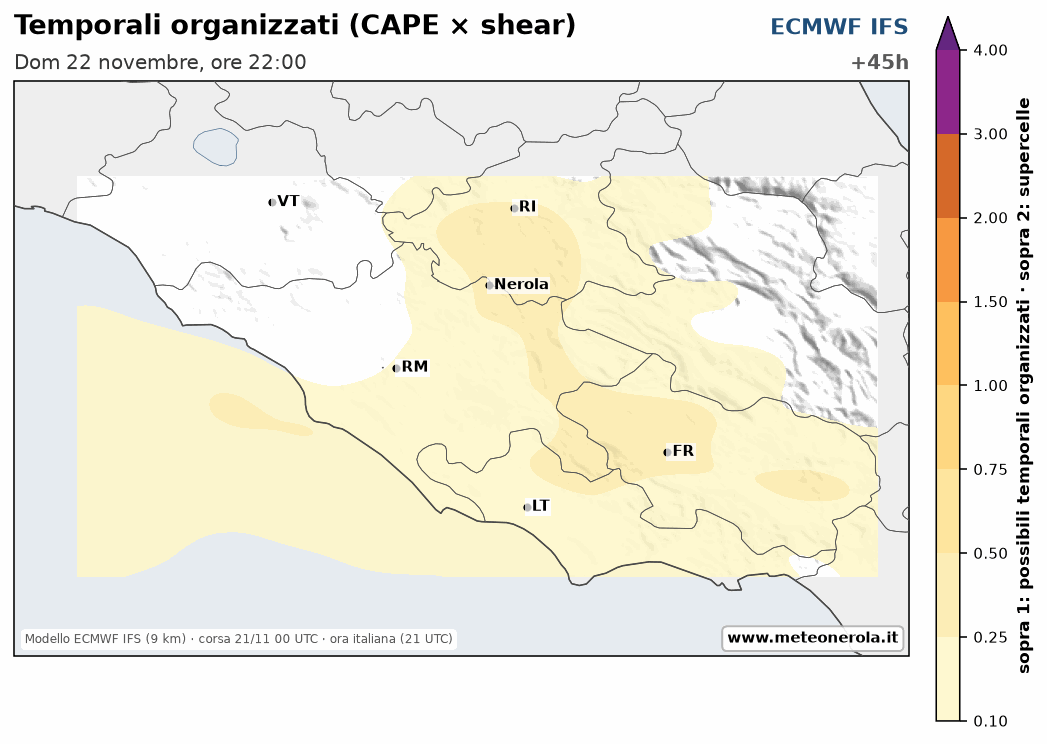 Temporali organizzati (CAPE × shear)
ECMWF IFS
Dom 22 novembre, ore 22:00
+45h
VT
RI
Nerola
RM
FR
LT
Modello ECMWF IFS (9 km) · corsa 21/11 00 UTC · ora italiana (21 UTC)
www.meteonerola.it
4.00
3.00
2.00
1.50
1.00
0.75
0.50
0.25
0.10
sopra 1: possibili temporali organizzati · sopra 2: supercelle